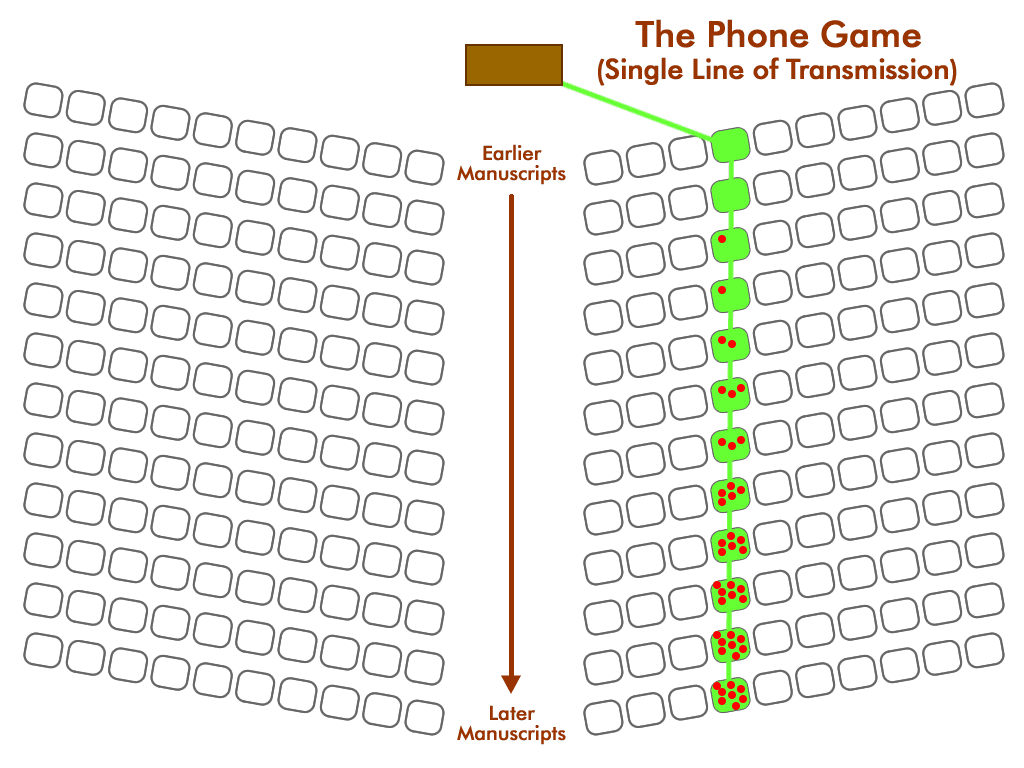 The Phone Game
(Single Line of Transmission)
Earlier
Manuscripts
Later
Manuscripts